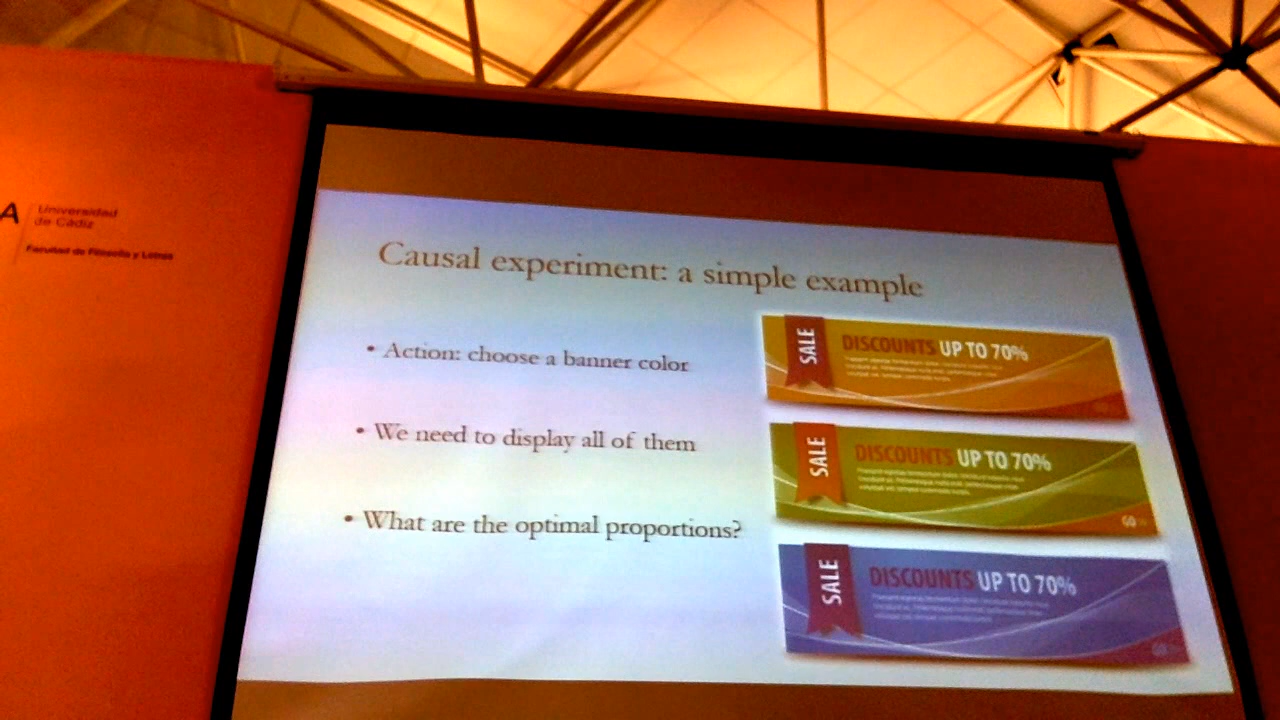 A
Universidad
de Cádiz
Facultad de Filosofía y Letras
Causal experiment: a simple example
• Action: choose a banner color
• We need to display all of them
• What are the optimal proportions?
SALE
DISCOUNTS UP TO 70%
SALE
DISCOUNTS UP TO 70%
GO
SALE
DISCOUNTS UP TO 70%
GO